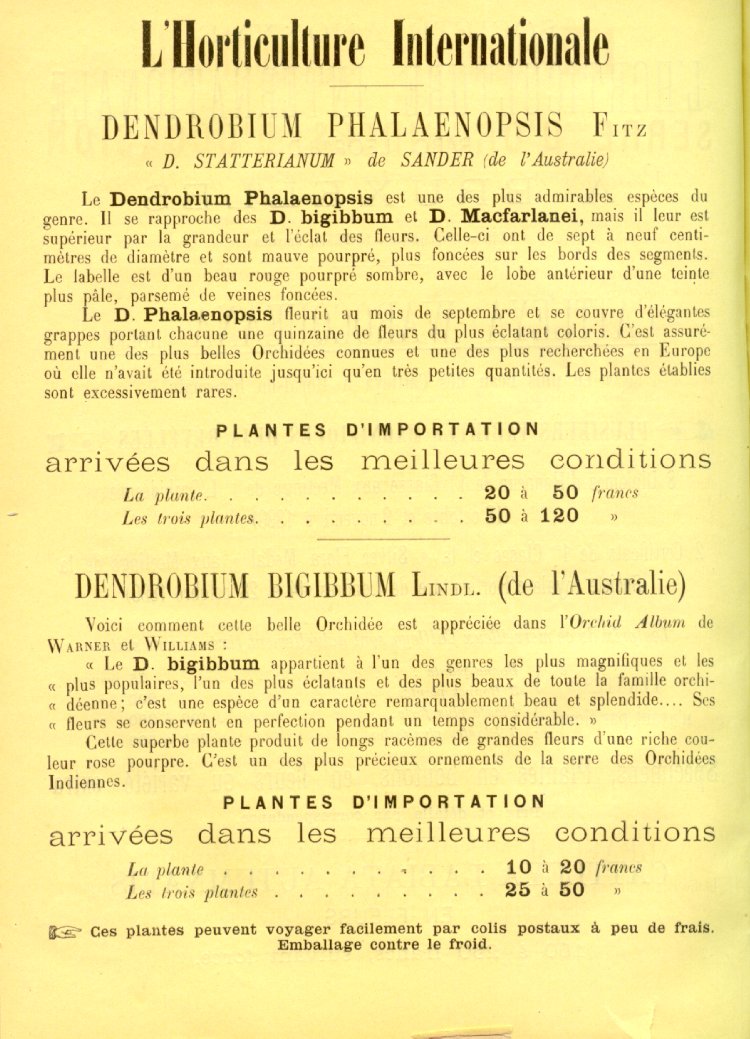 L'Horticulture Internationale
DENDROBIUM PHALAENOPSIS FITZ
« D. STATTERIANUM » de SANDER (de l'Australie)
Le Dendrobium Phalaenopsis est une des plus admirables espèces du
genre. Il se rapproche des D. bigibbum et D. Macfarlanei, mais il leur est
supérieur par la grandeur et l'éclat des fleurs. Celle-ci ont de sept à neuf centi-
mètres de diamètre et sont mauve pourpré, plus foncées sur les bords des segments.
Le labelle est d'un beau rouge pourpré sombre, avec le lobe antérieur d'une teinte
plus pâle, parsemé de veines foncées.
Le D. Phalaenopsis fleurit au mois de septembre et se couvre d'élégantes
grappes portant chacune une quinzaine de fleurs du plus éclatant coloris. C'est assuré-
ment une des plus belles Orchidées connues et une des plus recherchées en Europe
où elle n'avait été introduite jusqu'ici qu'en très petites quantités. Les plantes établies
sont excessivement rares.
PLANTES D'IMPORTATION
arrivées dans les meilleures conditions
La plante. . . . . . . . . . 20 à 50 francs
Les trois plantes. . . . . . . . 50 à 120 »
DENDROBIUM BIGIBBUM LINDL. (de l'Australie)
Voici comment cette belle Orchidée est appréciée dans l'Orchid Album de
WARNER et WILLIAMS :
« Le D. bigibbum appartient à l'un des genres les plus magnifiques et les
« plus populaires, l'un des plus éclatants et des plus beaux de toute la famille orchi-
« déenne ; c'est une espèce d'un caractère remarquablement beau et splendide.... Ses
« fleurs se conservent en perfection pendant un temps considérable. »
Cette superbe plante produit de longs racèmes de grandes fleurs d'une riche cou-
leur rose pourpre. C'est un des plus précieux ornements de la serre des Orchidées
Indiennes.
PLANTES D'IMPORTATION
arrivées dans les meilleures conditions
La plante . . . . . . . . . . 10 à 20 francs
Les trois plantes . . . . . . . . 25 à 50 »
☞ Ces plantes peuvent voyager facilement par colis postaux à peu de frais.
Emballage contre le froid.